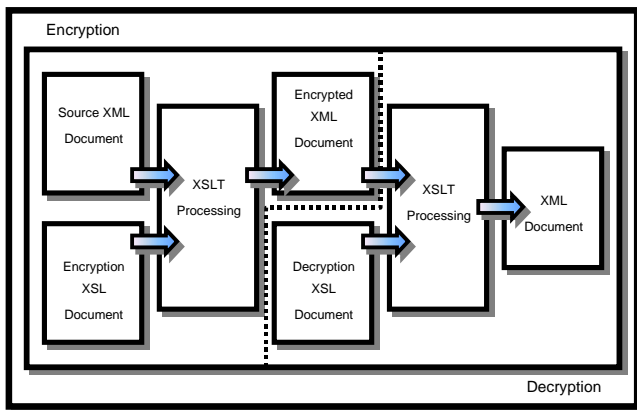 Encryption
Source XML
Document
Encryption
XSL
Document
XSLT
Processing
Encrypted
XML
Document
Decryption
XSL
Document
XSLT
Processing
XML
Document
Decryption